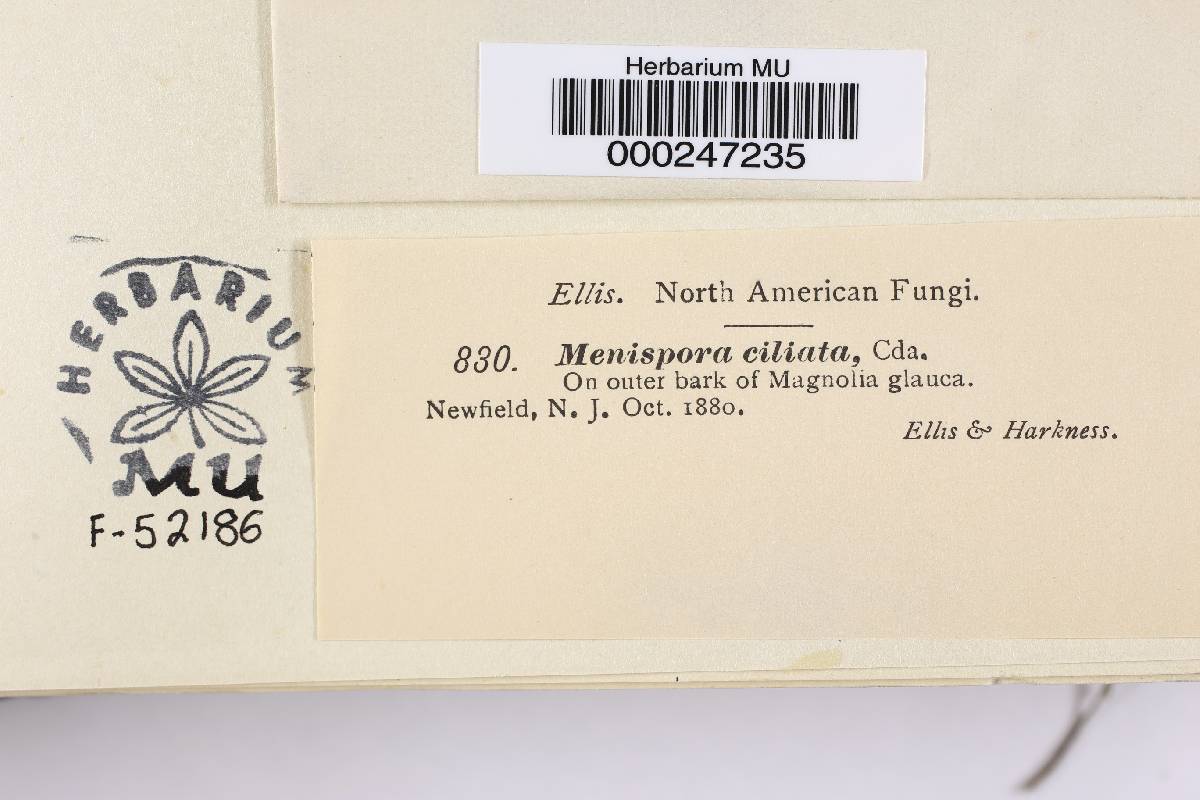 Herbarium MU
000247235
HERBARIUM
MU
F-52186
Ellis. North American Fungi.
830. Menispora ciliata, Cda.
On outer bark of Magnolia glauca.
Newfield, N. J. Oct. 1880.
Ellis & Harkness.